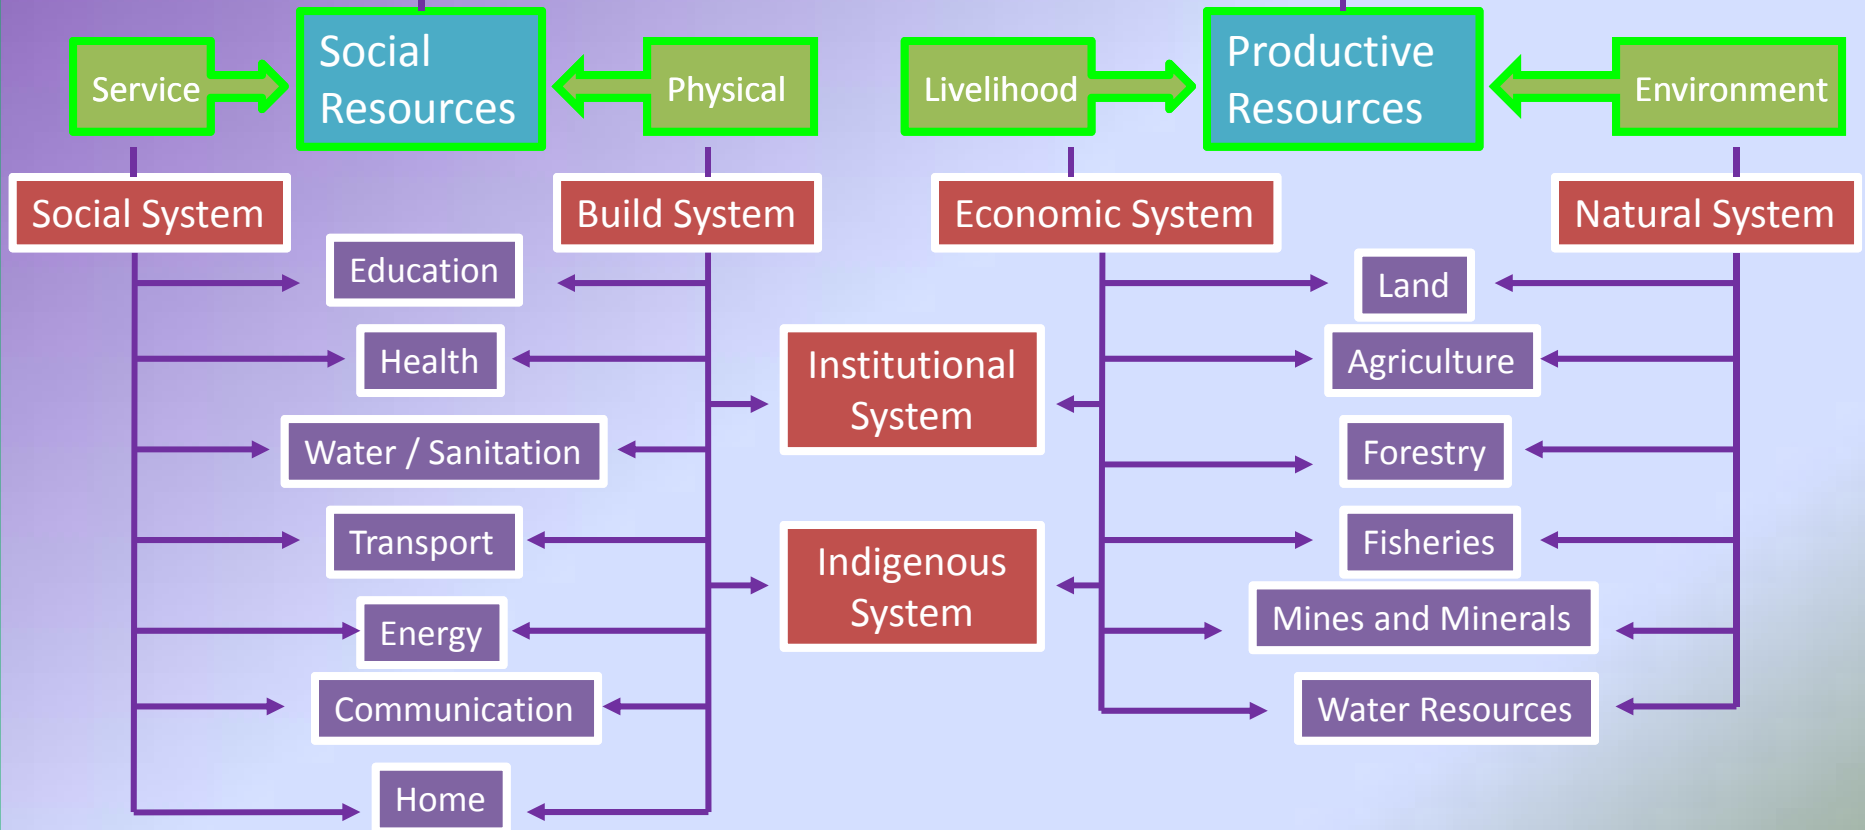 Service
Social
Resources
Physical
Livelihood
Productive
Resources
Environment
Social System
Build System
Economic System
Natural System
Education
Health
Water / Sanitation
Transport
Energy
Communication
Home
Institutional
System
Indigenous
System
Land
Agriculture
Forestry
Fisheries
Mines and Minerals
Water Resources